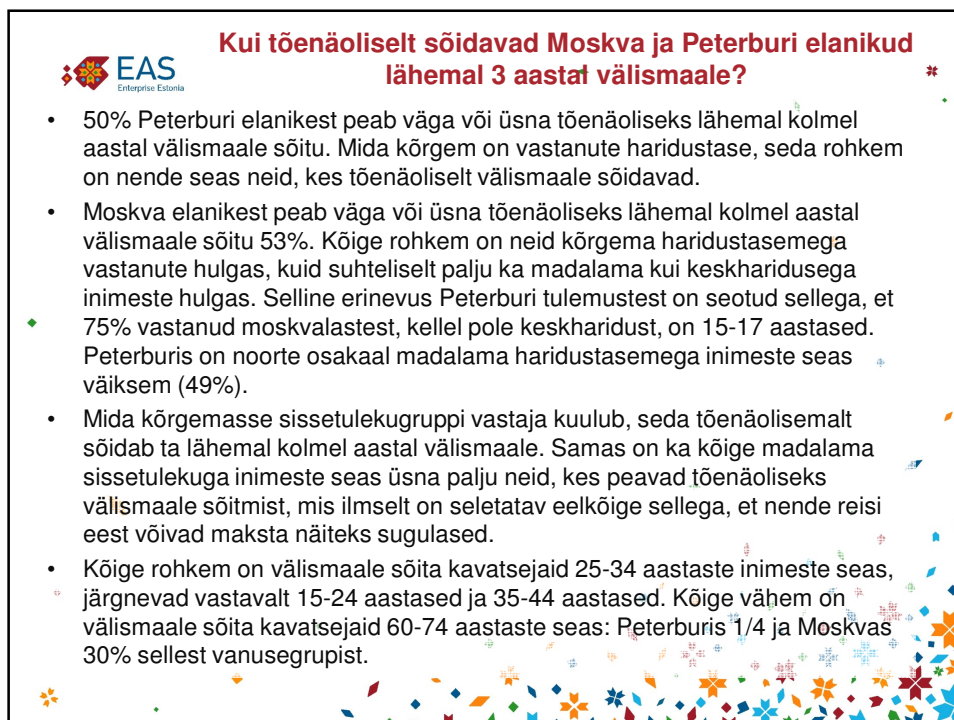 Kui tõenäoliselt sõidavad Moskva ja Peterburi elanikud
lähemal 3 aastal välismaale?
EAS
Enterprise Estonia
• 50% Peterburi elanikest peab väga või üsna tõenäoliseks lähemal kolmel
aastal välismaale sõitu. Mida kõrgem on vastanute haridustase, seda rohkem
on nende seas neid, kes tõenäoliselt välismaale sõidavad.
• Moskva elanikest peab väga või üsna tõenäoliseks lähemal kolmel aastal
välismaale sõitu 53%. Kõige rohkem on neid kõrgema haridustasemega
vastanute hulgas, kuid suhteliselt palju ka madalama kui keskharidusega
inimeste hulgas. Selline erinevus Peterburi tulemustest on seotud sellega, et
75% vastanud moskvalastest, kellel pole keskharidust, on 15-17 aastased.
Peterburis on noorte osakaal madalama haridustasemega inimeste seas
väiksem (49%).
• Mida kõrgemasse sissetulekugruppi vastaja kuulub, seda tõenäolisemalt
sõidab ta lähemal kolmel aastal välismaale. Samas on ka kõige madalama
sissetulekuga inimeste seas üsna palju neid, kes peavad tõenäoliseks
välismaale sõitmist, mis ilmselt on seletatav eelkõige sellega, et nende reisi
eest võivad maksta näiteks sugulased.
• Kõige rohkem on välismaale sõita kavatsejaid 25-34 aastaste inimeste seas,
järgnevad vastavalt 15-24 aastased ja 35-44 aastased. Kõige vähem on
välismaale sõita kavatsejaid 60-74 aastaste seas: Peterburis 1/4 ja Moskvas
30% sellest vanusegrupist.